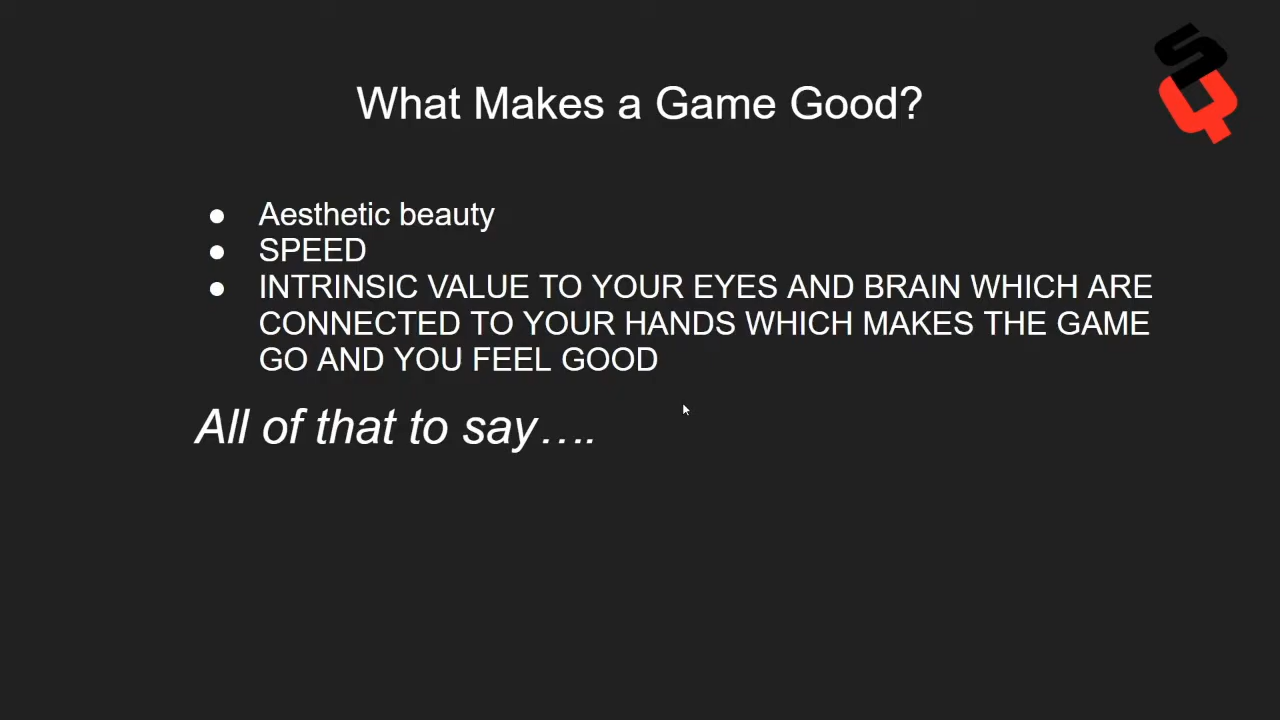 SQ
What Makes a Game Good?
● Aesthetic beauty
● SPEED
● INTRINSIC VALUE TO YOUR EYES AND BRAIN WHICH ARE
CONNECTED TO YOUR HANDS WHICH MAKES THE GAME
GO AND YOU FEEL GOOD
All of that to say….